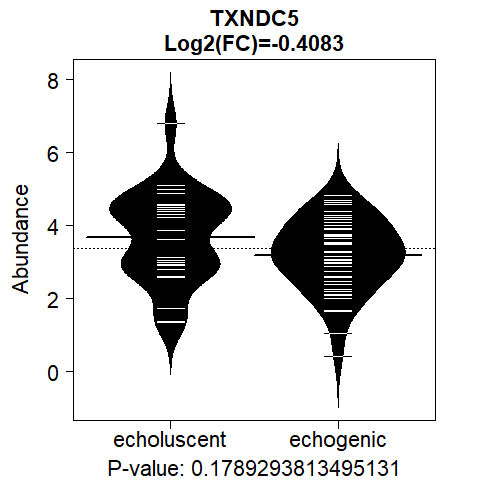 TXNDC5
Log2(FC)=-0.4083
Abundance
8
6
4
2
0
echoluscent
echogenic
P-value: 0.1789293813495131